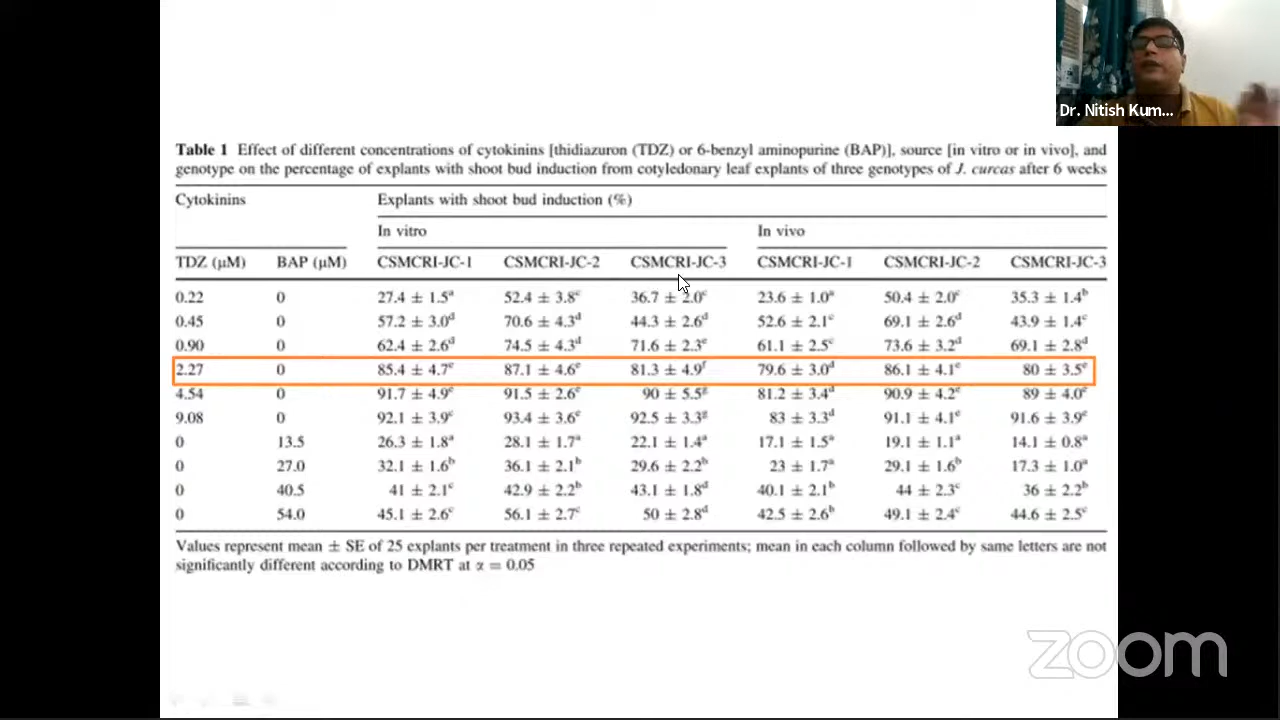 Dr. Nitish Kum...
Table 1 Effect of different concentrations of cytokinins [thidiazuron (TDZ) or 6-benzyl aminopurine (BAP)], source [in vitro or in vivo], and
genotype on the percentage of explants with shoot bud induction from cotyledonary leaf explants of three genotypes of J. curcas after 6 weeks
Cytokinins Explants with shoot bud induction (%)
In vitro In vivo
TDZ (μM) BAP (μM) CSMCRI-JC-1 CSMCRI-JC-2 CSMCRI-JC-3 CSMCRI-JC-1 CSMCRI-JC-2 CSMCRI-JC-3
0.22 0 27.4 ± 1.5a 52.4 ± 3.8c 36.7 ± 2.0c 23.6 ± 1.0a 50.4 ± 2.0c 35.3 ± 1.4b
0.45 0 57.2 ± 3.0d 70.6 ± 4.3d 44.3 ± 2.6d 52.6 ± 2.1c 69.1 ± 2.6d 43.9 ± 1.4c
0.90 0 62.4 ± 2.6d 74.5 ± 4.3d 71.6 ± 2.3e 61.1 ± 2.5c 73.6 ± 3.2d 69.1 ± 2.8d
2.27 0 85.4 ± 4.7e 87.1 ± 4.6e 81.3 ± 4.9f 79.6 ± 3.0d 86.1 ± 4.1e 80 ± 3.5e
4.54 0 91.7 ± 4.9e 91.5 ± 2.6e 90 ± 5.5g 81.2 ± 3.4d 90.9 ± 4.2e 89 ± 4.0e
9.08 0 92.1 ± 3.9e 93.4 ± 3.6e 92.5 ± 3.3g 83 ± 3.3d 91.1 ± 4.1e 91.6 ± 3.9e
0 13.5 26.3 ± 1.8a 28.1 ± 1.7a 22.1 ± 1.4a 17.1 ± 1.5a 19.1 ± 1.1a 14.1 ± 0.8a
0 27.0 32.1 ± 1.6b 36.1 ± 2.1b 29.6 ± 2.2b 23 ± 1.7a 29.1 ± 1.6b 17.3 ± 1.0a
0 40.5 41 ± 2.1c 42.9 ± 2.2b 43.1 ± 1.8d 40.1 ± 2.1b 44 ± 2.3c 36 ± 2.2b
0 54.0 45.1 ± 2.6c 56.1 ± 2.7c 50 ± 2.8d 42.5 ± 2.6b 49.1 ± 2.4c 44.6 ± 2.5c
Values represent mean ± SE of 25 explants per treatment in three repeated experiments; mean in each column followed by same letters are not
significantly different according to DMRT at α = 0.05
zoom